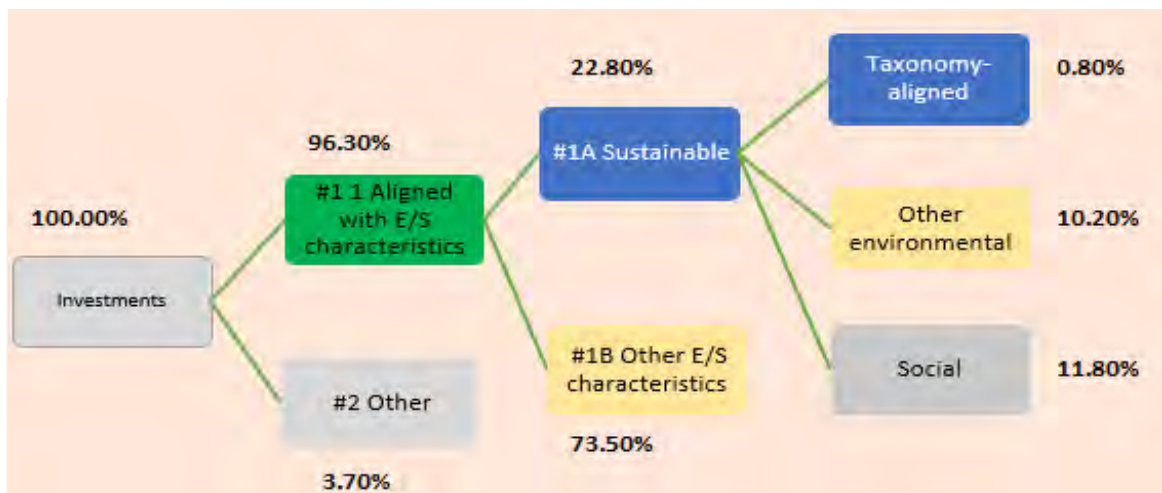 22.80%
Taxonomy-
aligned
0.80%
96.30%
#1A Sustainable
#1 1 Aligned
with E/S
characteristics
100.00%
Other
environmental
10.20%
Investments
#1B Other E/S
characteristics
Social
11.80%
#2 Other
73.50%
3.70%